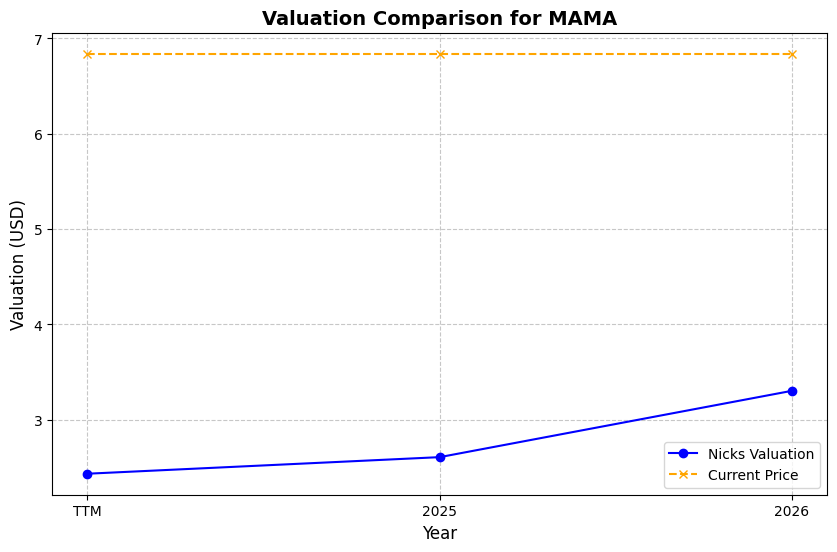 Valuation Comparison for MAMA
Valuation (USD)
7
6
5
4
3
TTM
2025
2026
Year
Nicks Valuation
Current Price